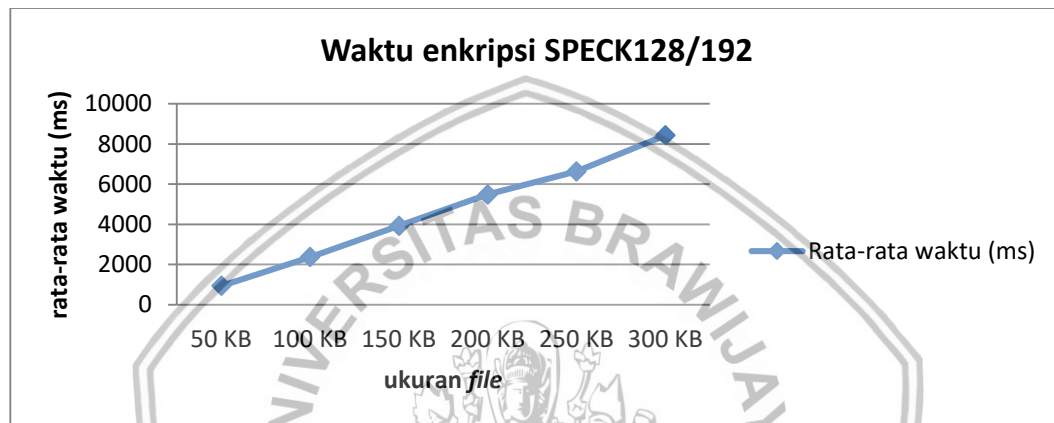 Waktu enkripsi SPECK128/192
rata-rata waktu (ms)
10000
8000
6000
4000
2000
0
50 KB 100 KB 150 KB 200 KB 250 KB 300 KB
ukuran file
Rata-rata waktu (ms)
UNIVERSITAS BRAWIJAY